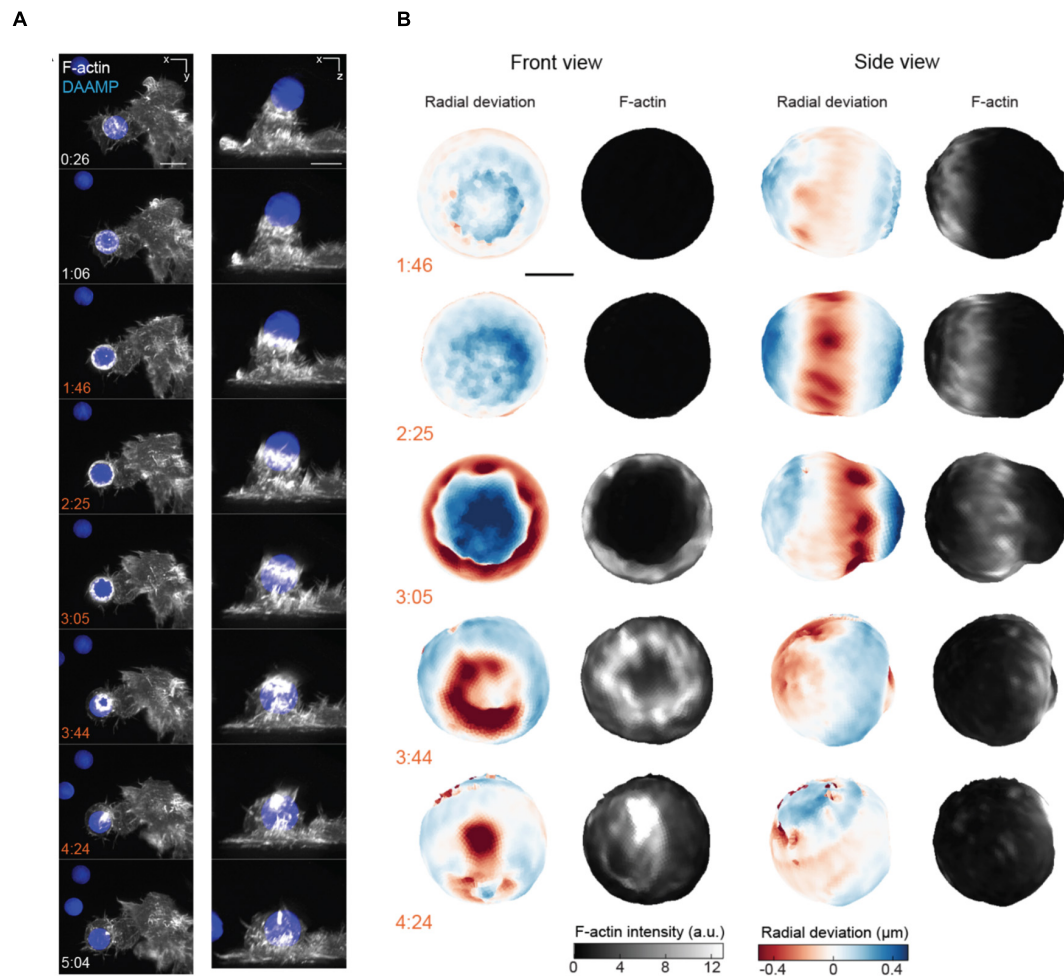 A
B
F-actin
DAAMP
x
y
x
z
0:26
1:06
1:46
2:25
3:05
3:44
4:24
5:04
Front view
Side view
Radial deviation
F-actin
Radial deviation
F-actin
1:46
2:25
3:05
3:44
4:24
F-actin intensity (a.u.)
0 4 8 12
Radial deviation (µm)
-0.4 0 0.4